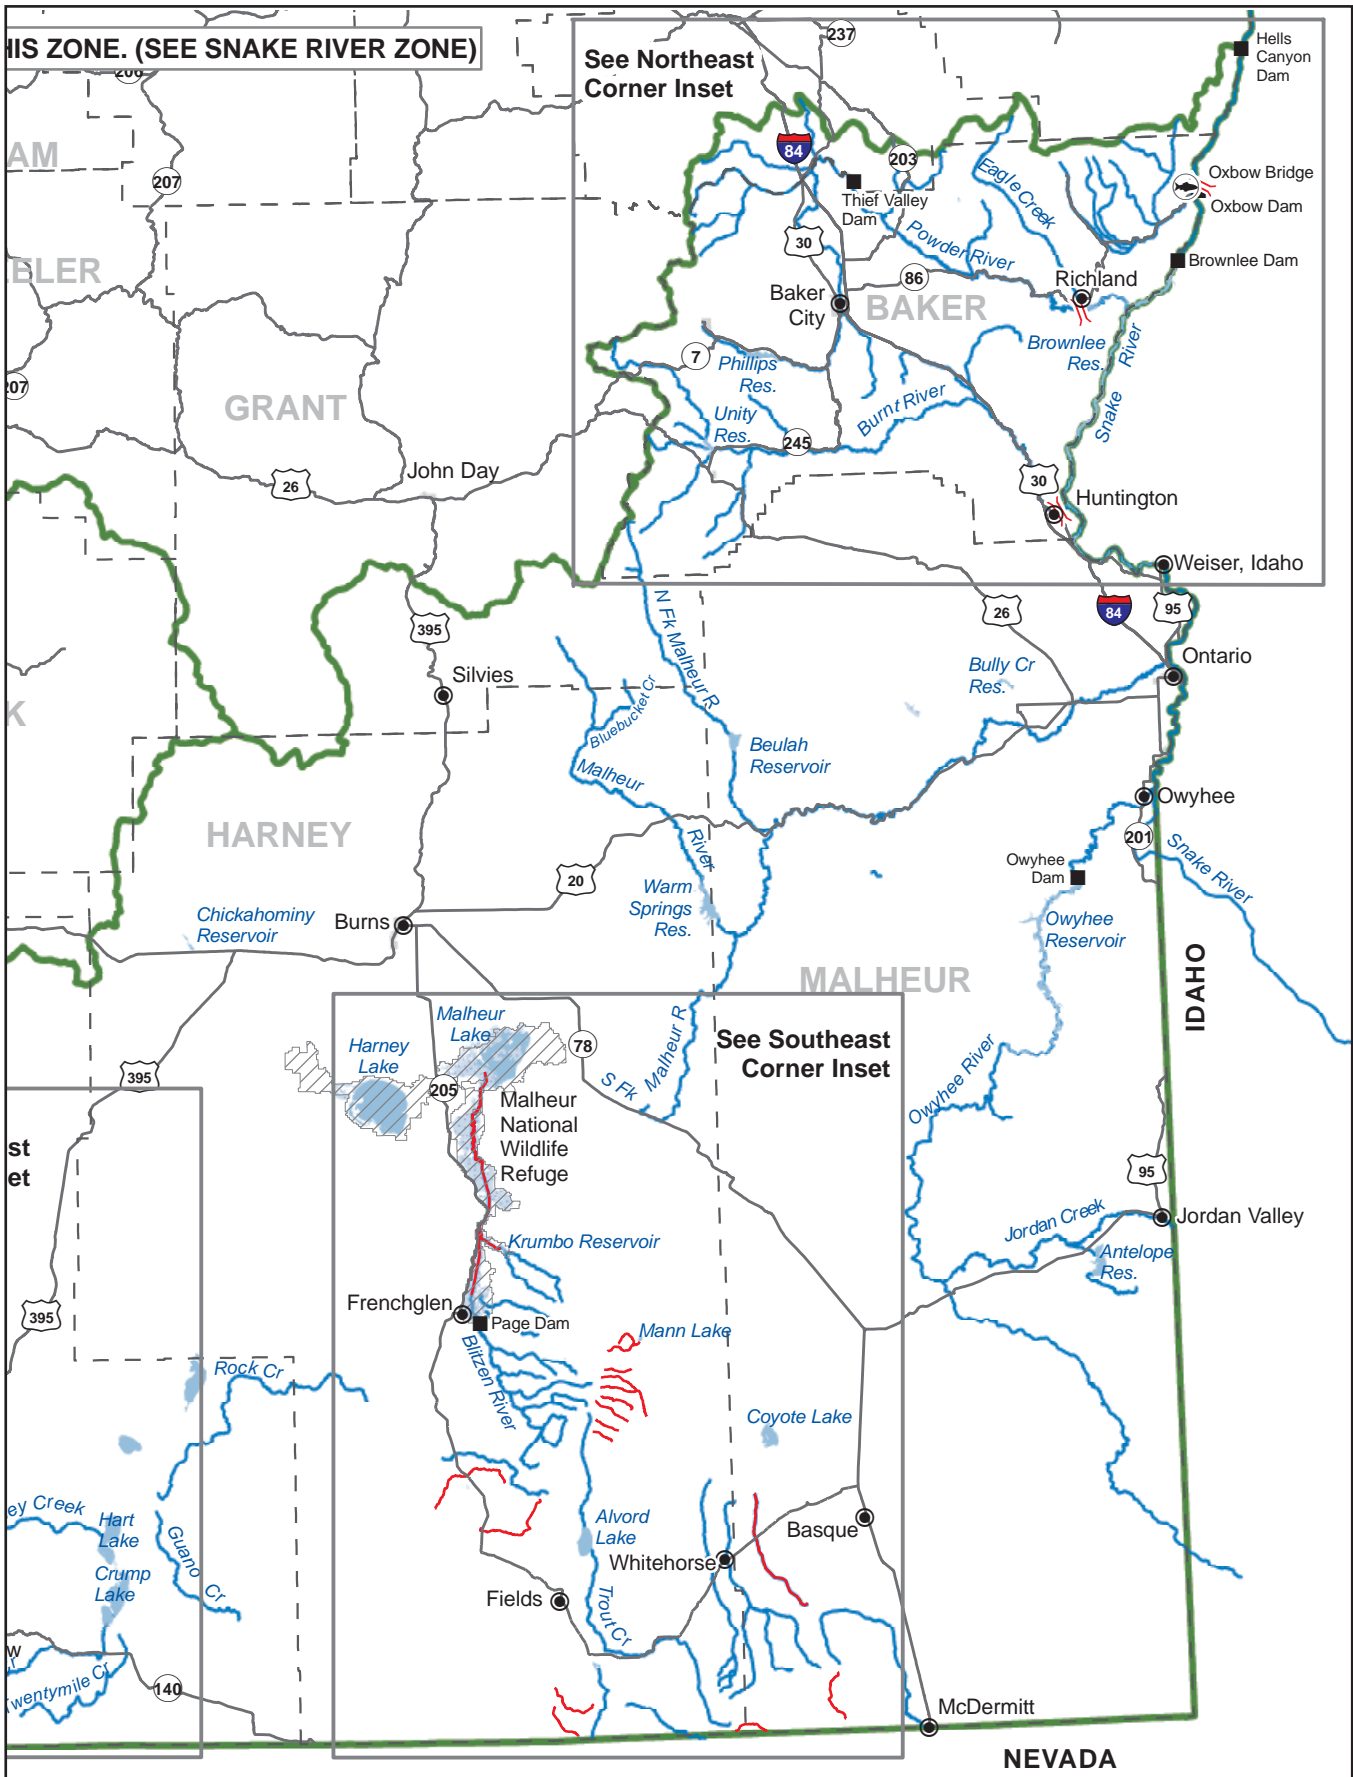 HIS ZONE. (SEE SNAKE RIVER ZONE)
See Northeast
Corner Inset
237
Hells
Canyon
Dam
206
AM
207
84
203
Thief Valley
Dam
Eagle Creek
Oxbow Bridge
Oxbow Dam
30
Powder River
Brownlee Dam
ELER
86
Richland
Baker
City
BAKER
Brownlee
Res.
Snake River
7
Phillips
Res.
207
GRANT
Unity
Res.
Burnt River
245
John Day
26
30
Huntington
Weiser, Idaho
N Fk Malheur R
26
84
95
395
Ontario
Bully Cr
Res.
Silvies
K
Bluebucket Cr
Beulah
Reservoir
Malheur
River
Owyhee
HARNEY
201
Snake River
20
Owyhee
Dam
Warm
Springs
Res.
Chickahominy
Reservoir
Burns
Owyhee
Reservoir
MALHEUR
IDAHO
Malheur
Lake
Harney
Lake
78
See Southeast
Corner Inset
S Fk Malheur R
395
205
Malheur
National
Wildlife
Refuge
Owyhee River
st
et
95
Jordan Creek
Jordan Valley
Krumbo Reservoir
Antelope
Res.
395
Frenchglen
Page Dam
Mann Lake
Blitzen River
Rock Cr
Coyote Lake
ey Creek
Hart
Lake
Guano Cr
Crump
Lake
Alvord
Lake
Basque
Whitehorse
Fields
Trout Cr
w
r
Twentymile Cr
140
McDermitt
NEVADA